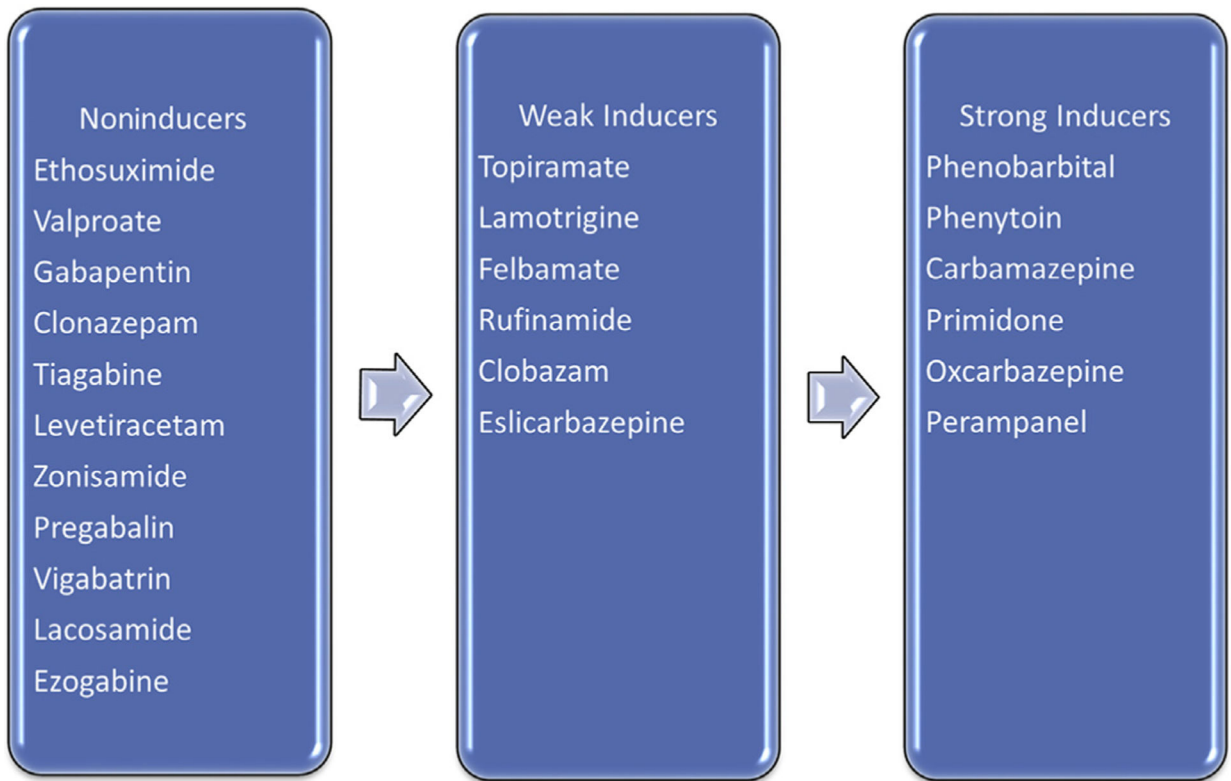 Noninducers
Ethosuximide
Valproate
Gabapentin
Clonazepam
Tiagabine
Levetiracetam
Zonisamide
Pregabalin
Vigabatrin
Lacosamide
Ezogabine
Weak Inducers
Topiramate
Lamotrigine
Felbamate
Rufinamide
Clobazam
Eslicarbazepine
Strong Inducers
Phenobarbital
Phenytoin
Carbamazepine
Primidone
Oxcarbazepine
Perampanel